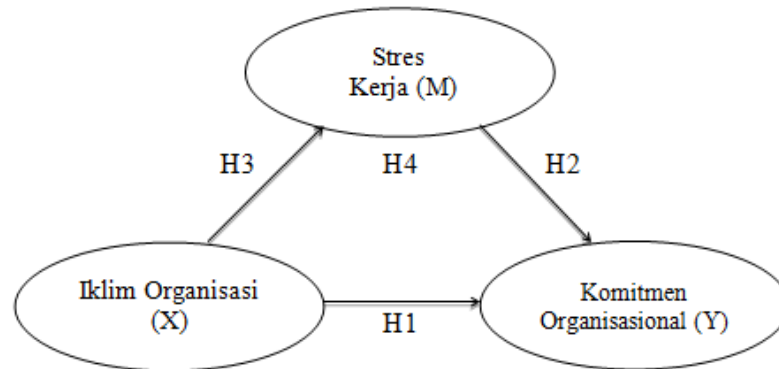 Stres
Kerja (M)
H3
H4
H2
Iklim Organisasi
(X)
H1
Komitmen
Organisasional (Y)